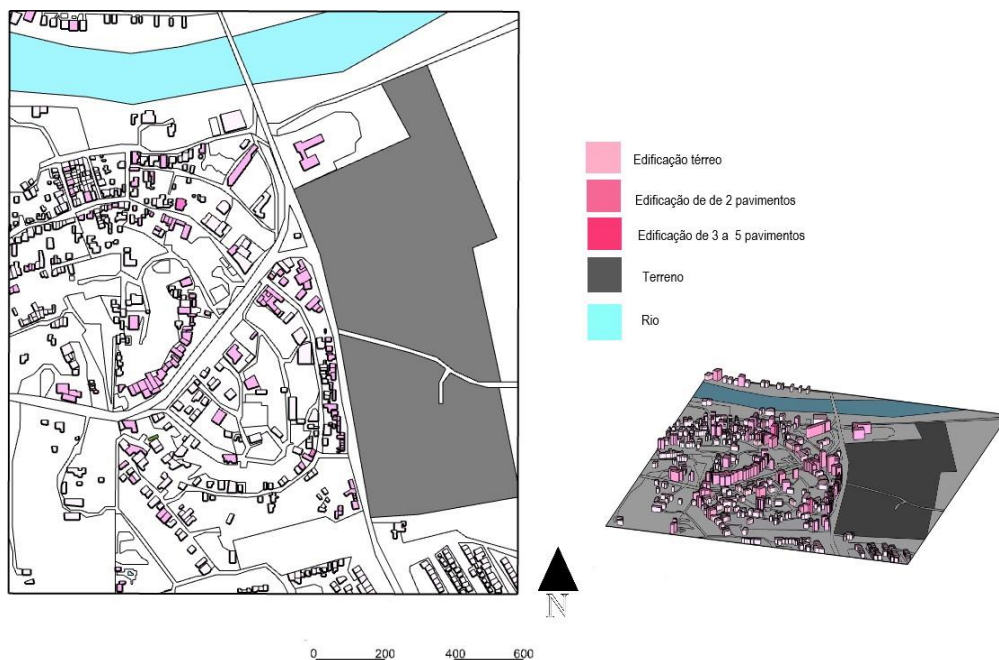 Edificação térreo
Edificação de de 2 pavimentos
Edificação de 3 a 5 pavimentos
Terreno
Rio
N
0 200 400 600